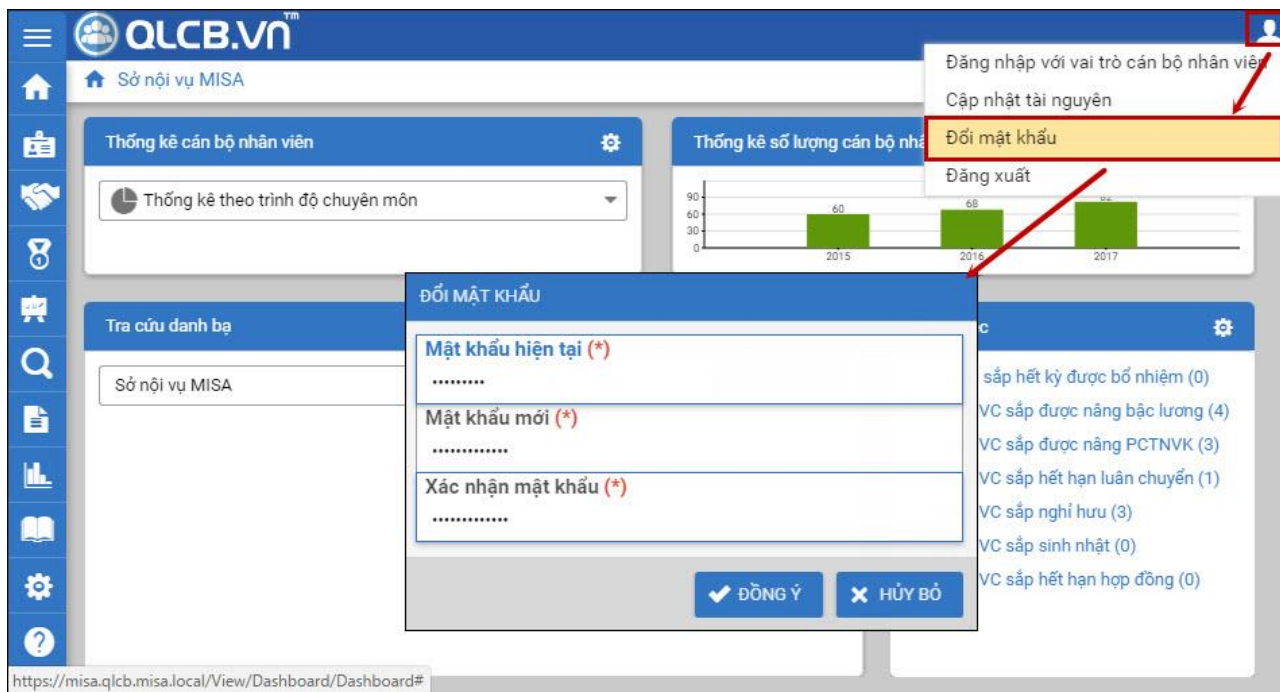 QLCB.Vn™
Sở nội vụ MISA
Đăng nhập với vai trò cán bộ nhân viên
Cập nhật tài nguyên
Đổi mật khẩu
Đăng xuất
Thống kê cán bộ nhân viên
Thống kê theo trình độ chuyên môn
Thống kê số lượng cán bộ
90
60
30
0
60
68
2015
2016
2017
Tra cứu danh bạ
Sở nội vụ MISA
ĐỔI MẬT KHẨU
Mật khẩu hiện tại (*)
•••••••••
Mật khẩu mới (*)
•••••••••••••
Xác nhận mật khẩu (*)
•••••••••••••
ĐỒNG Ý
HỦY BỎ
sắp hết kỳ được bổ nhiệm (0)
VC sắp được nâng bậc lương (4)
VC sắp được nâng PCTNVK (3)
VC sắp hết hạn luân chuyển (1)
VC sắp nghỉ hưu (3)
VC sắp sinh nhật (0)
VC sắp hết hạn hợp đồng (0)
https://misa.qlcb.misa.local/View/Dashboard/Dashboard#